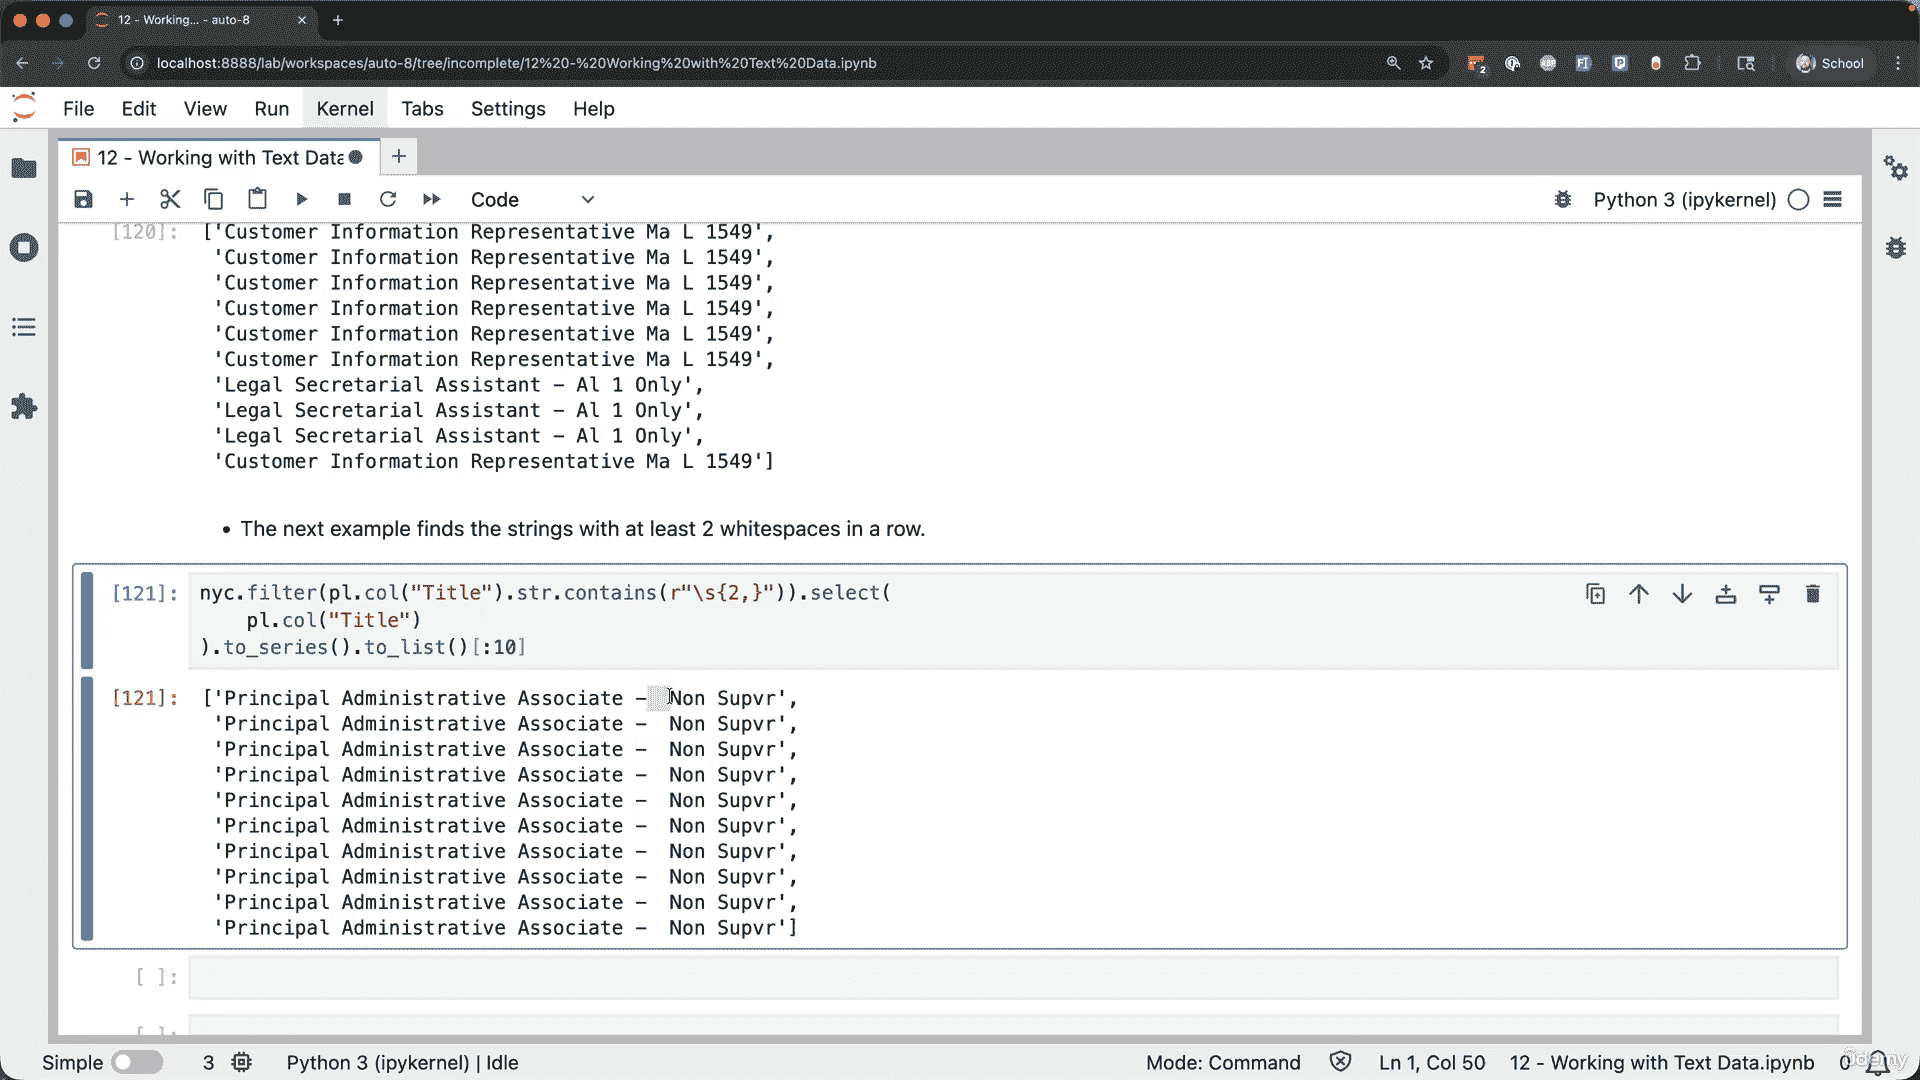 12 - Working... - auto-8
localhost:8888/lab/workspaces/auto-8/tree/incomplete/12%20-%20Working%20with%20Text%20Data.ipynb
2
ABP
School
File Edit View Run Kernel Tabs Settings Help
12 - Working with Text Data
Code
Python 3 (ipykernel)
[120]: ['Customer Information Representative Ma L 1549',
'Customer Information Representative Ma L 1549',
'Customer Information Representative Ma L 1549',
'Customer Information Representative Ma L 1549',
'Customer Information Representative Ma L 1549',
'Customer Information Representative Ma L 1549',
'Legal Secretarial Assistant - Al 1 Only',
'Legal Secretarial Assistant - Al 1 Only',
'Legal Secretarial Assistant - Al 1 Only',
'Customer Information Representative Ma L 1549']
• The next example finds the strings with at least 2 whitespaces in a row.
[121]: nyc.filter(pl.col("Title").str.contains(r"\s{2,}")).select(
    pl.col("Title")
).to_series().to_list()[:10]
[121]: ['Principal Administrative Associate -  Non Supvr',
'Principal Administrative Associate -  Non Supvr',
'Principal Administrative Associate -  Non Supvr',
'Principal Administrative Associate -  Non Supvr',
'Principal Administrative Associate -  Non Supvr',
'Principal Administrative Associate -  Non Supvr',
'Principal Administrative Associate -  Non Supvr',
'Principal Administrative Associate -  Non Supvr',
'Principal Administrative Associate -  Non Supvr',
'Principal Administrative Associate -  Non Supvr']
[ ]:
[ ]:
Simple 3 Python 3 (ipykernel) | Idle Mode: Command Ln 1, Col 50 12 - Working with Text Data.ipynb 0
udemy